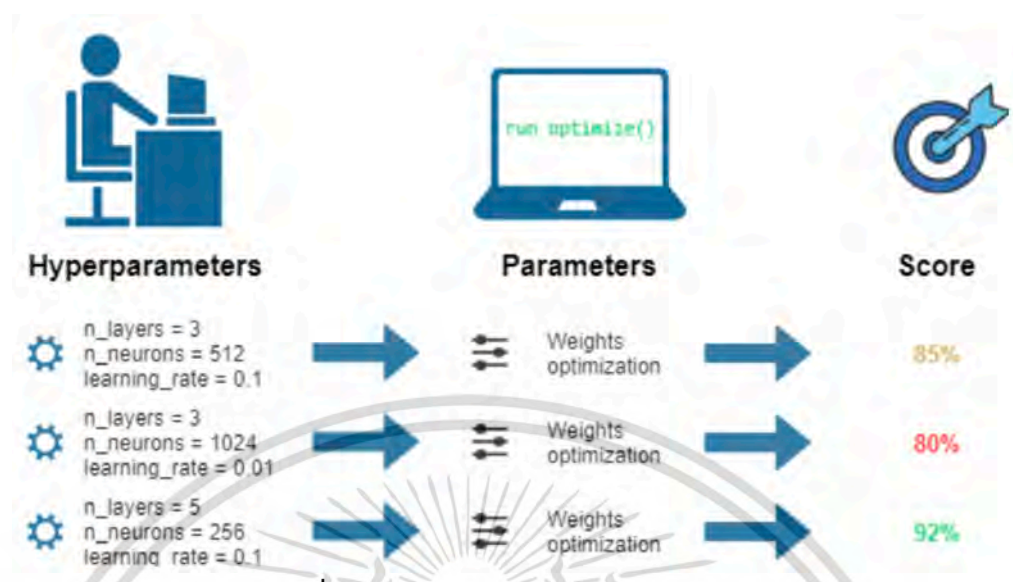 run optimize()
Hyperparameters
Parameters
Score
n_layers = 3
n_neurons = 512
learning_rate = 0.1
Weights
optimization
85%
n_layers = 3
n_neurons = 1024
learning_rate = 0.01
Weights
optimization
80%
n_layers = 5
n_neurons = 256
learning_rate = 0.1
Weights
optimization
92%